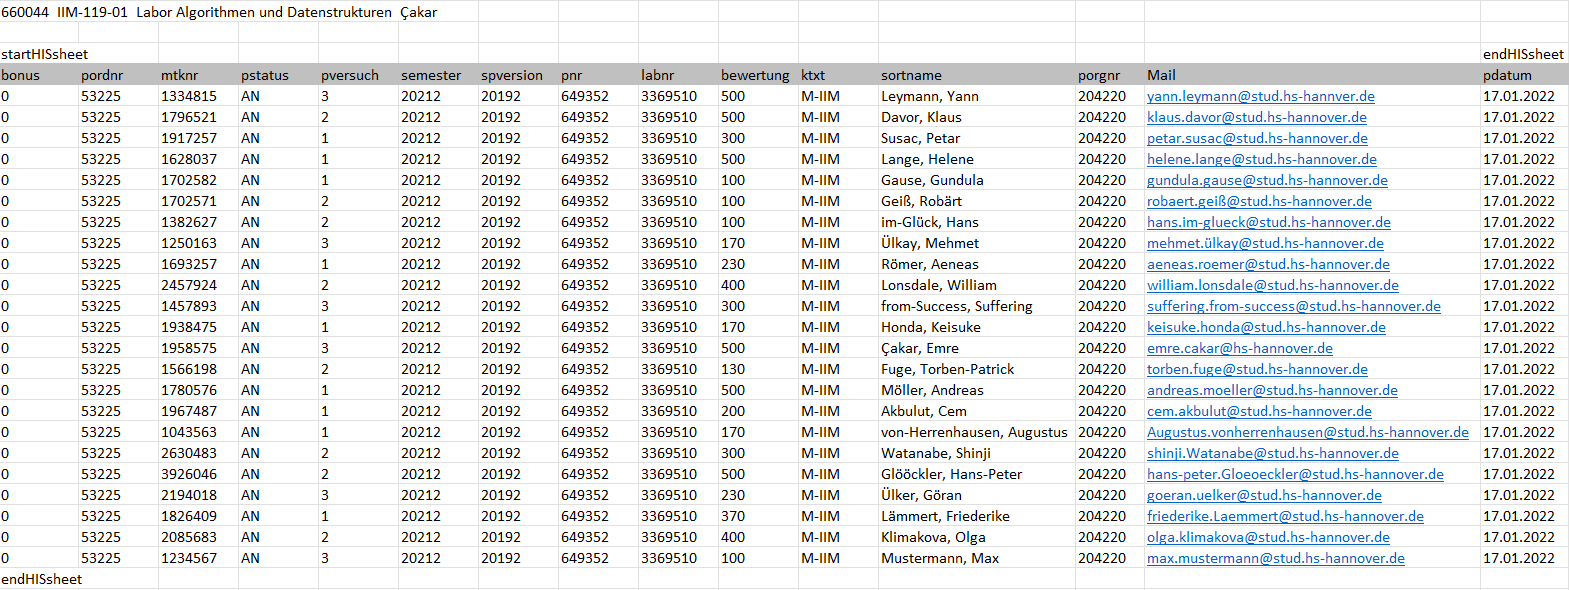 660044 IIM-119-01 Labor Algorithmen und Datenstrukturen Çakar
startHISsheet endHISsheet
bonus pordnr mtknr pstatus pversuch semester spversion pnr labnr bewertung ktxt sortname porgnr Mail pdatum
0 53225 1334815 AN 3 20212 20192 649352 3369510 500 M-IIM Leymann, Yann 204220 yann.leymann@stud.hs-hannver.de 17.01.2022
0 53225 1796521 AN 2 20212 20192 649352 3369510 500 M-IIM Davor, Klaus 204220 klaus.davor@stud.hs-hannover.de 17.01.2022
0 53225 1917257 AN 1 20212 20192 649352 3369510 300 M-IIM Susac, Petar 204220 petar.susac@stud.hs-hannover.de 17.01.2022
0 53225 1628037 AN 1 20212 20192 649352 3369510 500 M-IIM Lange, Helene 204220 helene.lange@stud.hs-hannover.de 17.01.2022
0 53225 1702582 AN 1 20212 20192 649352 3369510 100 M-IIM Gause, Gundula 204220 gundula.gause@stud.hs-hannover.de 17.01.2022
0 53225 1702571 AN 2 20212 20192 649352 3369510 100 M-IIM Geiß, Robärt 204220 robaert.geiß@stud.hs-hannover.de 17.01.2022
0 53225 1382627 AN 2 20212 20192 649352 3369510 100 M-IIM im-Glück, Hans 204220 hans.im-glueck@stud.hs-hannover.de 17.01.2022
0 53225 1250163 AN 3 20212 20192 649352 3369510 170 M-IIM Ülkay, Mehmet 204220 mehmet.ülkay@stud.hs-hannover.de 17.01.2022
0 53225 1693257 AN 1 20212 20192 649352 3369510 230 M-IIM Römer, Aeneas 204220 aeneas.roemer@stud.hs-hannover.de 17.01.2022
0 53225 2457924 AN 2 20212 20192 649352 3369510 400 M-IIM Lonsdale, William 204220 william.lonsdale@stud.hs-hannover.de 17.01.2022
0 53225 1457893 AN 3 20212 20192 649352 3369510 300 M-IIM from-Success, Suffering 204220 suffering.from-success@stud.hs-hannover.de 17.01.2022
0 53225 1938475 AN 1 20212 20192 649352 3369510 170 M-IIM Honda, Keisuke 204220 keisuke.honda@stud.hs-hannover.de 17.01.2022
0 53225 1958575 AN 3 20212 20192 649352 3369510 500 M-IIM Çakar, Emre 204220 emre.cakar@hs-hannover.de 17.01.2022
0 53225 1566198 AN 2 20212 20192 649352 3369510 130 M-IIM Fuge, Torben-Patrick 204220 torben.fuge@stud.hs-hannover.de 17.01.2022
0 53225 1780576 AN 1 20212 20192 649352 3369510 500 M-IIM Möller, Andreas 204220 andreas.moeller@stud.hs-hannover.de 17.01.2022
0 53225 1967487 AN 1 20212 20192 649352 3369510 200 M-IIM Akbulut, Cem 204220 cem.akbulut@stud.hs-hannover.de 17.01.2022
0 53225 1043563 AN 1 20212 20192 649352 3369510 170 M-IIM von-Herrenhausen, Augustus 204220 Augustus.vonherrenhausen@stud.hs-hannover.de 17.01.2022
0 53225 2630483 AN 2 20212 20192 649352 3369510 300 M-IIM Watanabe, Shinji 204220 shinji.Watanabe@stud.hs-hannover.de 17.01.2022
0 53225 3926046 AN 2 20212 20192 649352 3369510 500 M-IIM Glööckler, Hans-Peter 204220 hans-peter.Gloeoeckler@stud.hs-hannover.de 17.01.2022
0 53225 2194018 AN 3 20212 20192 649352 3369510 230 M-IIM Ülker, Göran 204220 goeran.uelker@stud.hs-hannover.de 17.01.2022
0 53225 1826409 AN 1 20212 20192 649352 3369510 370 M-IIM Lämmert, Friederike 204220 friederike.Laemmert@stud.hs-hannover.de 17.01.2022
0 53225 2085683 AN 2 20212 20192 649352 3369510 400 M-IIM Klimakova, Olga 204220 olga.klimakova@stud.hs-hannover.de 17.01.2022
0 53225 1234567 AN 3 20212 20192 649352 3369510 100 M-IIM Mustermann, Max 204220 max.mustermann@stud.hs-hannover.de 17.01.2022
endHISsheet